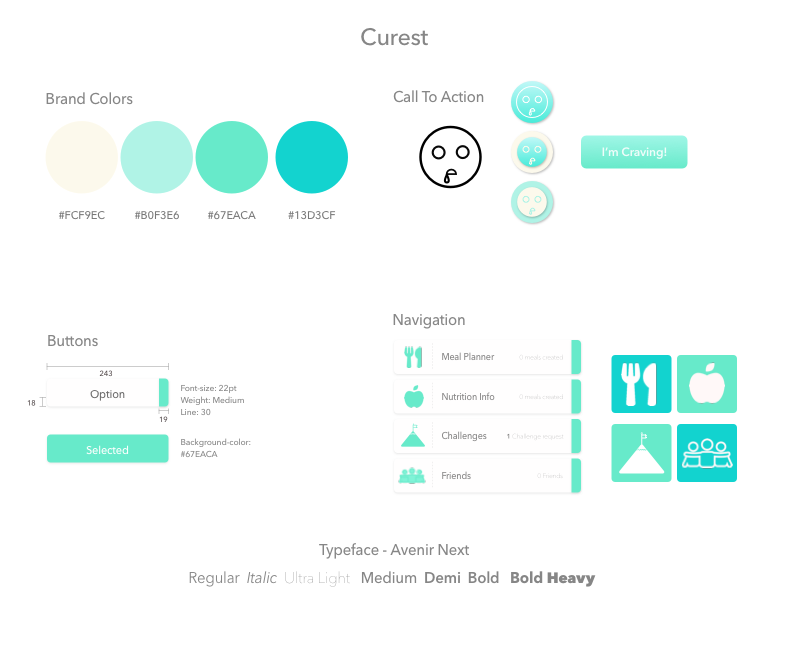 Curest
Brand Colors
#FCF9EC
#B0F3E6
#67EACA
#13D3CF
Call To Action
I'm Craving!
Buttons
243
Option
18
19
Font-size: 22pt
Weight: Medium
Line: 30
Selected
Background-color:
#67EACA
Navigation
Meal Planner
0 meals created
Nutrition Info
0 meals created
Challenges
1 Challenge request
Friends
0 Friends
Typeface - Avenir Next
Regular Italic Ultra Light Medium Demi Bold Bold Heavy